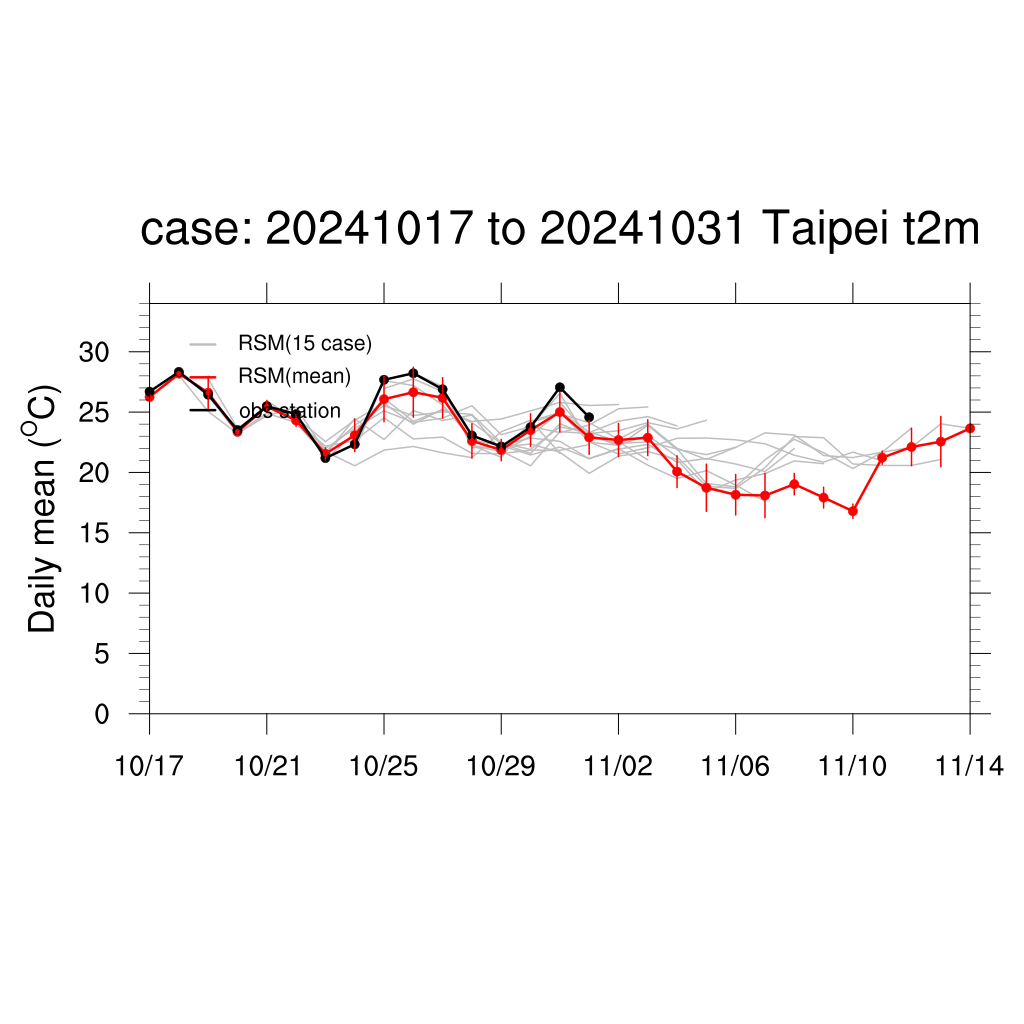 case: 20241017 to 20241031 Taipei t2m
RSM(15 case)
RSM(mean)
obs station
Daily mean (°C)
30
25
20
15
10
5
0
10/17 10/21 10/25 10/29 11/02 11/06 11/10 11/14